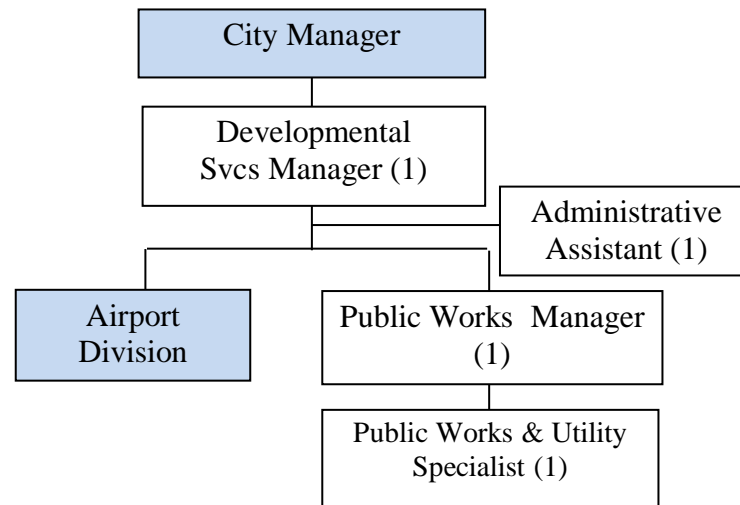 City Manager
Developmental
Svcs Manager (1)
Administrative
Assistant (1)
Airport
Division
Public Works  Manager
(1)
Public Works & Utility
Specialist (1)